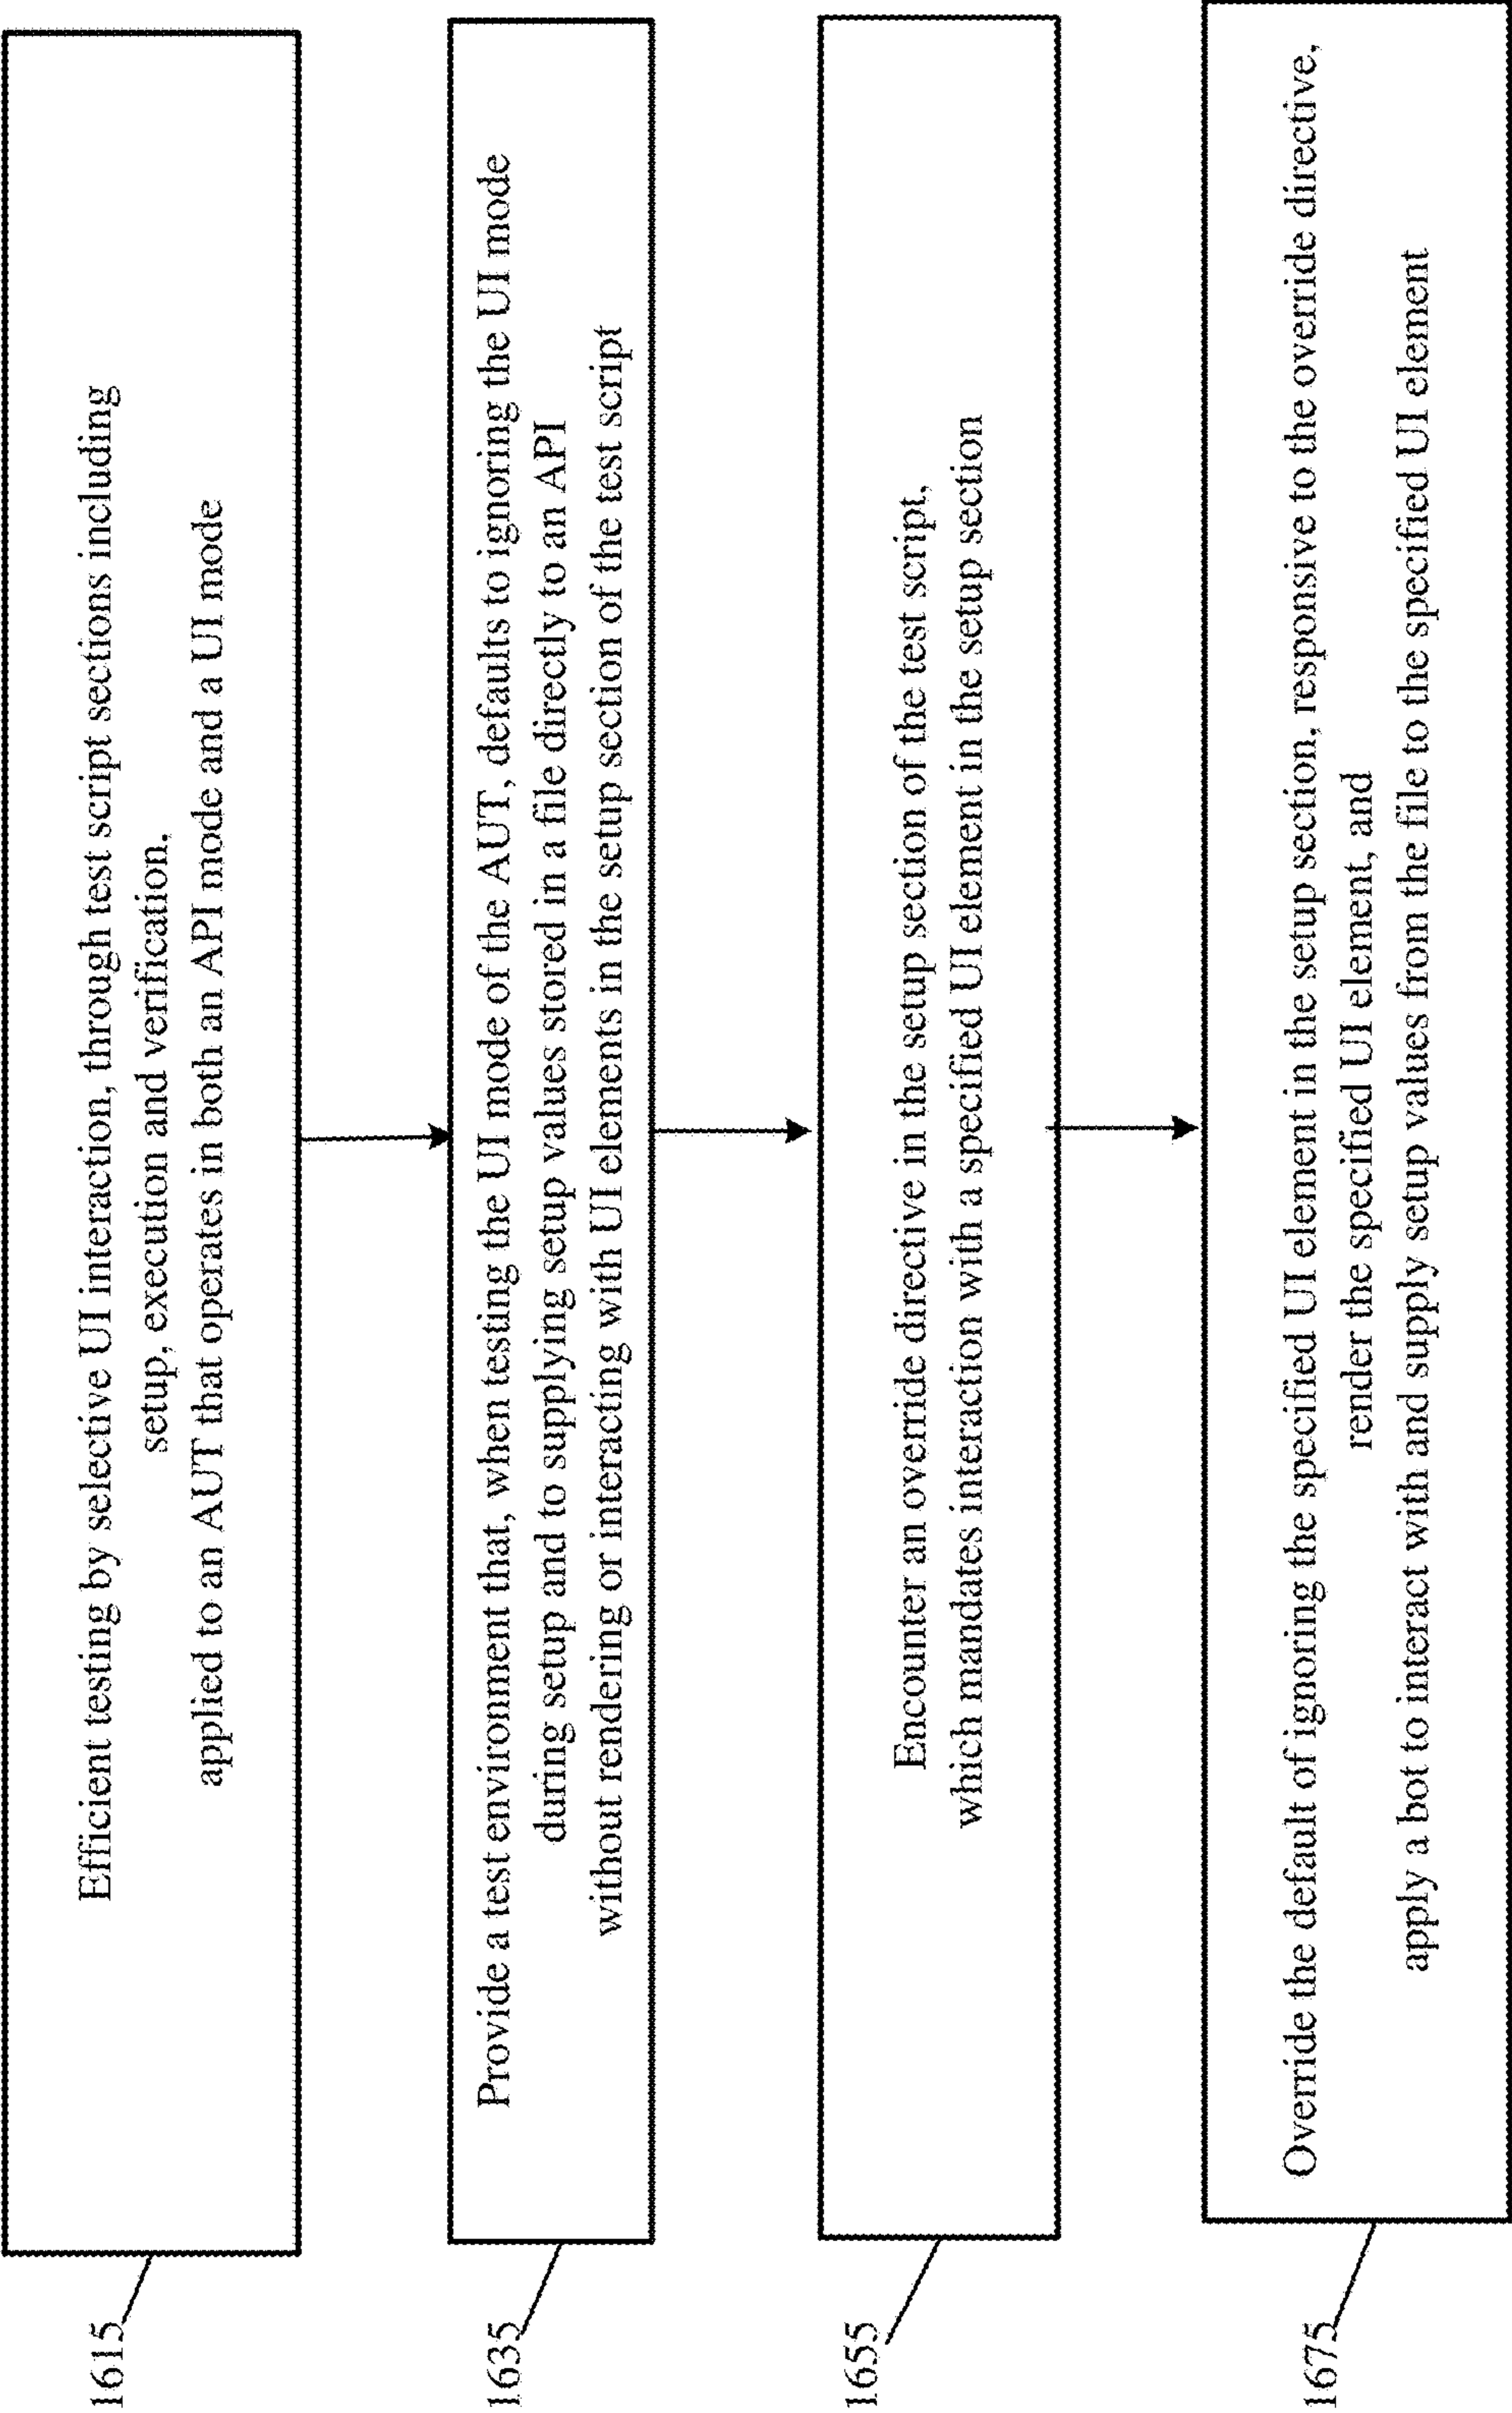 Efficient testing by selective UI interaction, through test script sections including
setup, execution and verification,
applied to an AUT that operates in both an API mode and a UI mode
1615
Provide a test environment that, when testing the UI mode of the AUT, defaults to ignoring the UI mode
during setup and to supplying setup values stored in a file directly to an API
without rendering or interacting with UI elements in the setup section of the test script
1635
Encounter an override directive in the setup section of the test script,
which mandates interaction with a specified UI element in the setup section
1655
Override the default of ignoring the specified UI element in the setup section, responsive to the override directive,
render the specified UI element, and
apply a bot to interact with and supply setup values from the file to the specified UI element
1675